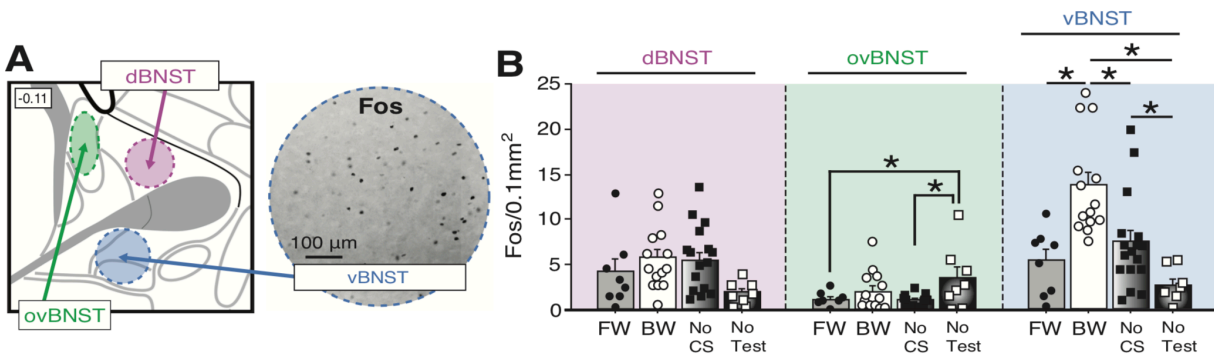 A
dBNST
-0.11
Fos
100 µm
vBNST
ovBNST
B
dBNST
ovBNST
vBNST
Fos/0.1mm²
25
20
15
10
5
0
* * * *
* *
FW BW No CS No Test
FW BW No CS No Test
FW BW No CS No Test